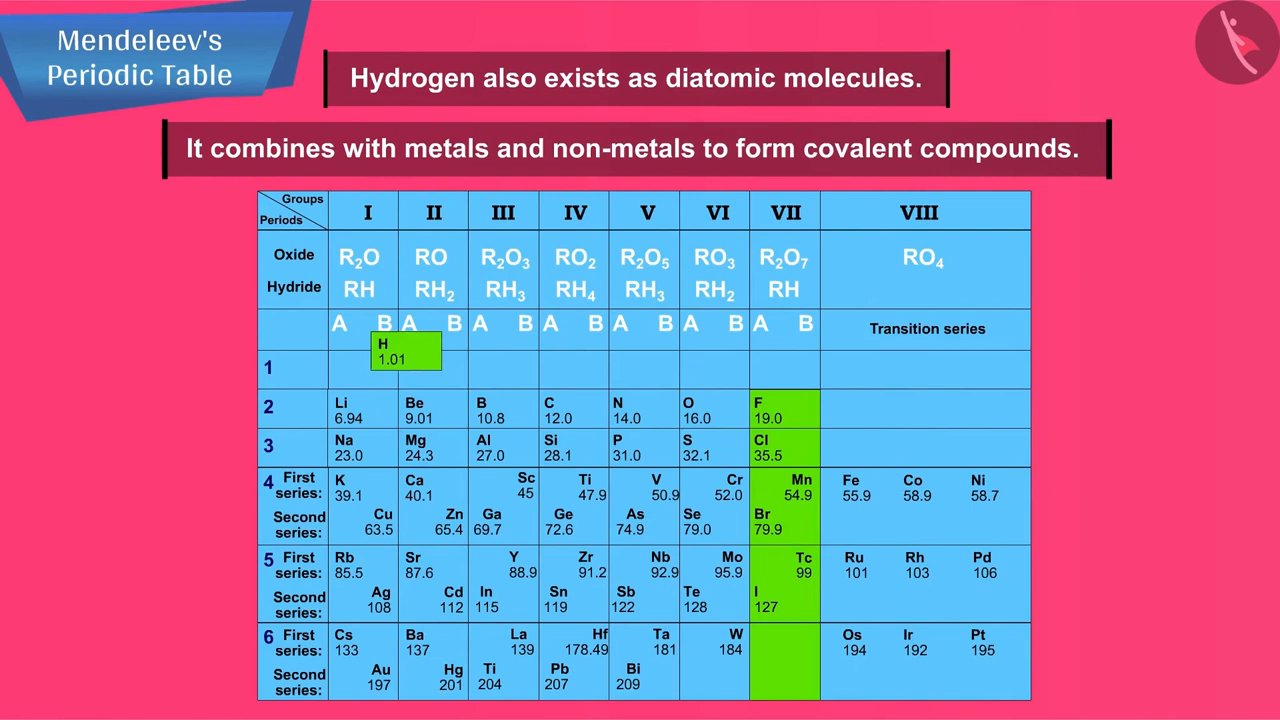 Mendeleev's
Periodic Table
Hydrogen also exists as diatomic molecules.
It combines with metals and non-metals to form covalent compounds.
Groups
Periods
I II III IV V VI VII VIII
Oxide R₂O RO R₂O₃ RO₂ R₂O₅ RO₃ R₂O₇ RO₄
Hydride RH RH₂ RH₃ RH₄ RH₃ RH₂ RH
A B A B A B A B A B A B A B Transition series
H
1.01
1
2 Li Be B C N O F
6.94 9.01 10.8 12.0 14.0 16.0 19.0
3 Na Mg Al Si P S Cl
23.0 24.3 27.0 28.1 31.0 32.1 35.5
4 First K Ca Sc Ti V Cr Mn Fe Co Ni
series: 39.1 40.1 45 47.9 50.9 52.0 54.9 55.9 58.9 58.7
Second Cu Zn Ga Ge As Se Br
series: 63.5 65.4 69.7 72.6 74.9 79.0 79.9
5 First Rb Sr Y Zr Nb Mo Tc Ru Rh Pd
series: 85.5 87.6 88.9 91.2 92.9 95.9 99 101 103 106
Second Ag Cd In Sn Sb Te I
series: 108 112 115 119 122 128 127
6 First Cs Ba La Hf Ta W Os Ir Pt
series: 133 137 139 178.49 181 184 194 192 195
Second Au Hg Ti Pb Bi
series: 197 201 204 207 209